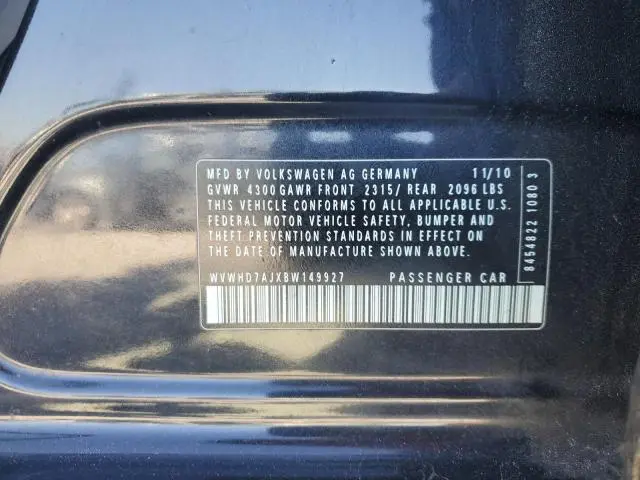 MFD BY VOLKSWAGEN AG GERMANY 11/10
GVWR 4300 GAWR FRONT 2315/ REAR 2096 LBS
THIS VEHICLE CONFORMS TO ALL APPLICABLE U.S.
FEDERAL MOTOR VEHICLE SAFETY, BUMPER AND
THEFT PREVENTION STANDARDS IN EFFECT ON
THE DATE OF MANUFACTURE SHOWN ABOVE.
WVWHD7AJXBW149927 PASSENGER CAR
8454822 1080 3